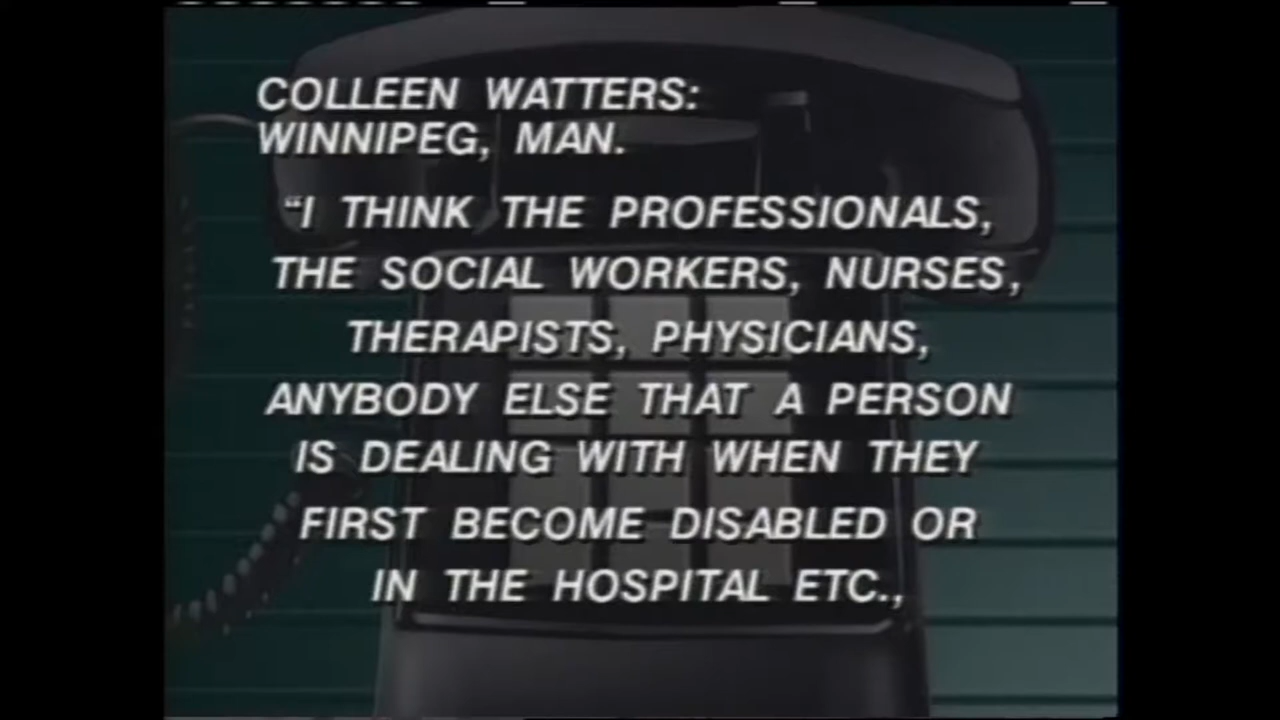 COLLEEN WATTERS:
WINNIPEG, MAN.
“I THINK THE PROFESSIONALS,
THE SOCIAL WORKERS, NURSES,
THERAPISTS, PHYSICIANS,
ANYBODY ELSE THAT A PERSON
IS DEALING WITH WHEN THEY
FIRST BECOME DISABLED OR
IN THE HOSPITAL ETC.,